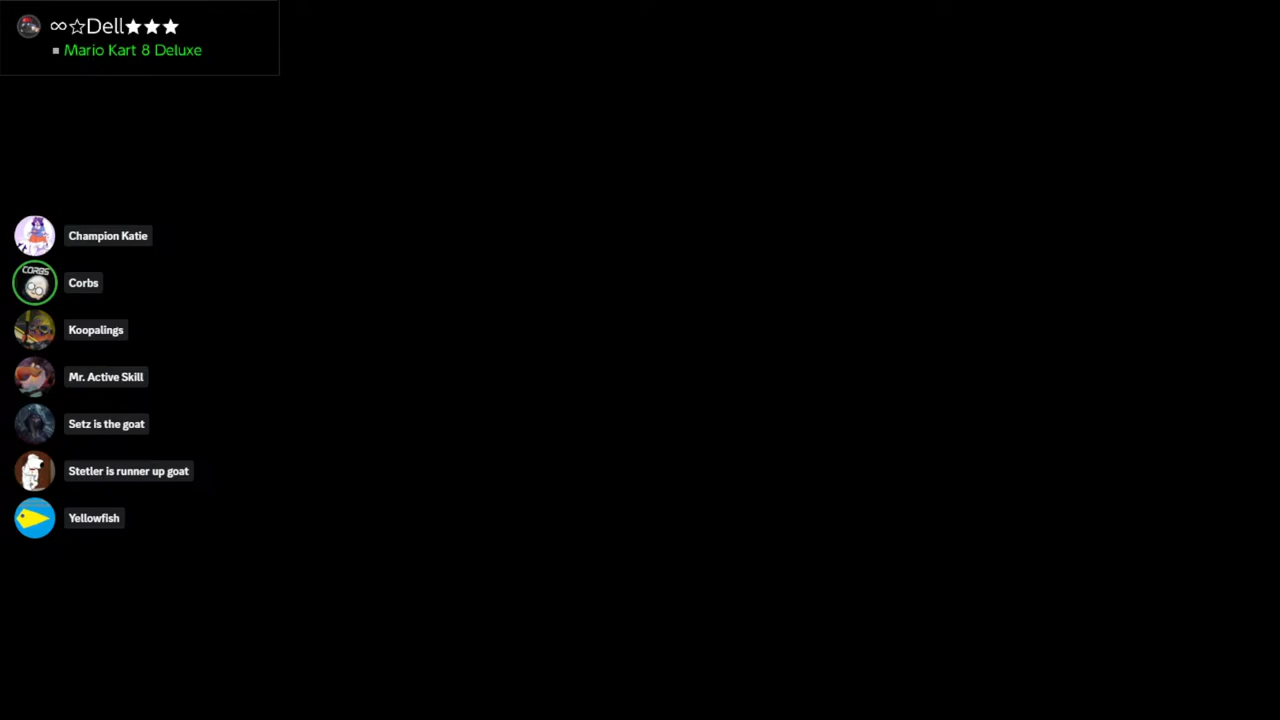 ∞☆Dell★★★
Mario Kart 8 Deluxe
Champion Katie
CORBS
Corbs
Koopalings
Mr. Active Skill
Setz is the goat
Stetler is runner up goat
Yellowfish